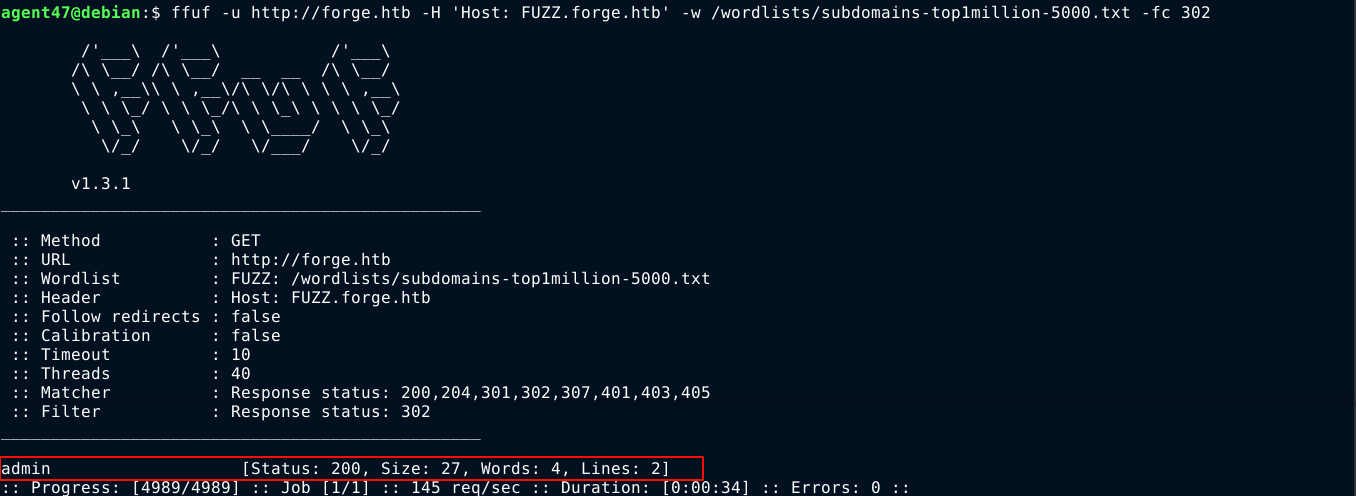 agent47@debian:$ ffuf -u http://forge.htb -H 'Host: FUZZ.forge.htb' -w /wordlists/subdomains-top1million-5000.txt -fc 302
v1.3.1
________________________________________________
:: Method : GET
:: URL : http://forge.htb
:: Wordlist : FUZZ: /wordlists/subdomains-top1million-5000.txt
:: Header : Host: FUZZ.forge.htb
:: Follow redirects : false
:: Calibration : false
:: Timeout : 10
:: Threads : 40
:: Matcher : Response status: 200,204,301,302,307,401,403,405
:: Filter : Response status: 302
________________________________________________
admin [Status: 200, Size: 27, Words: 4, Lines: 2]
:: Progress: [4989/4989] :: Job [1/1] :: 145 req/sec :: Duration: [0:00:34] :: Errors: 0 ::